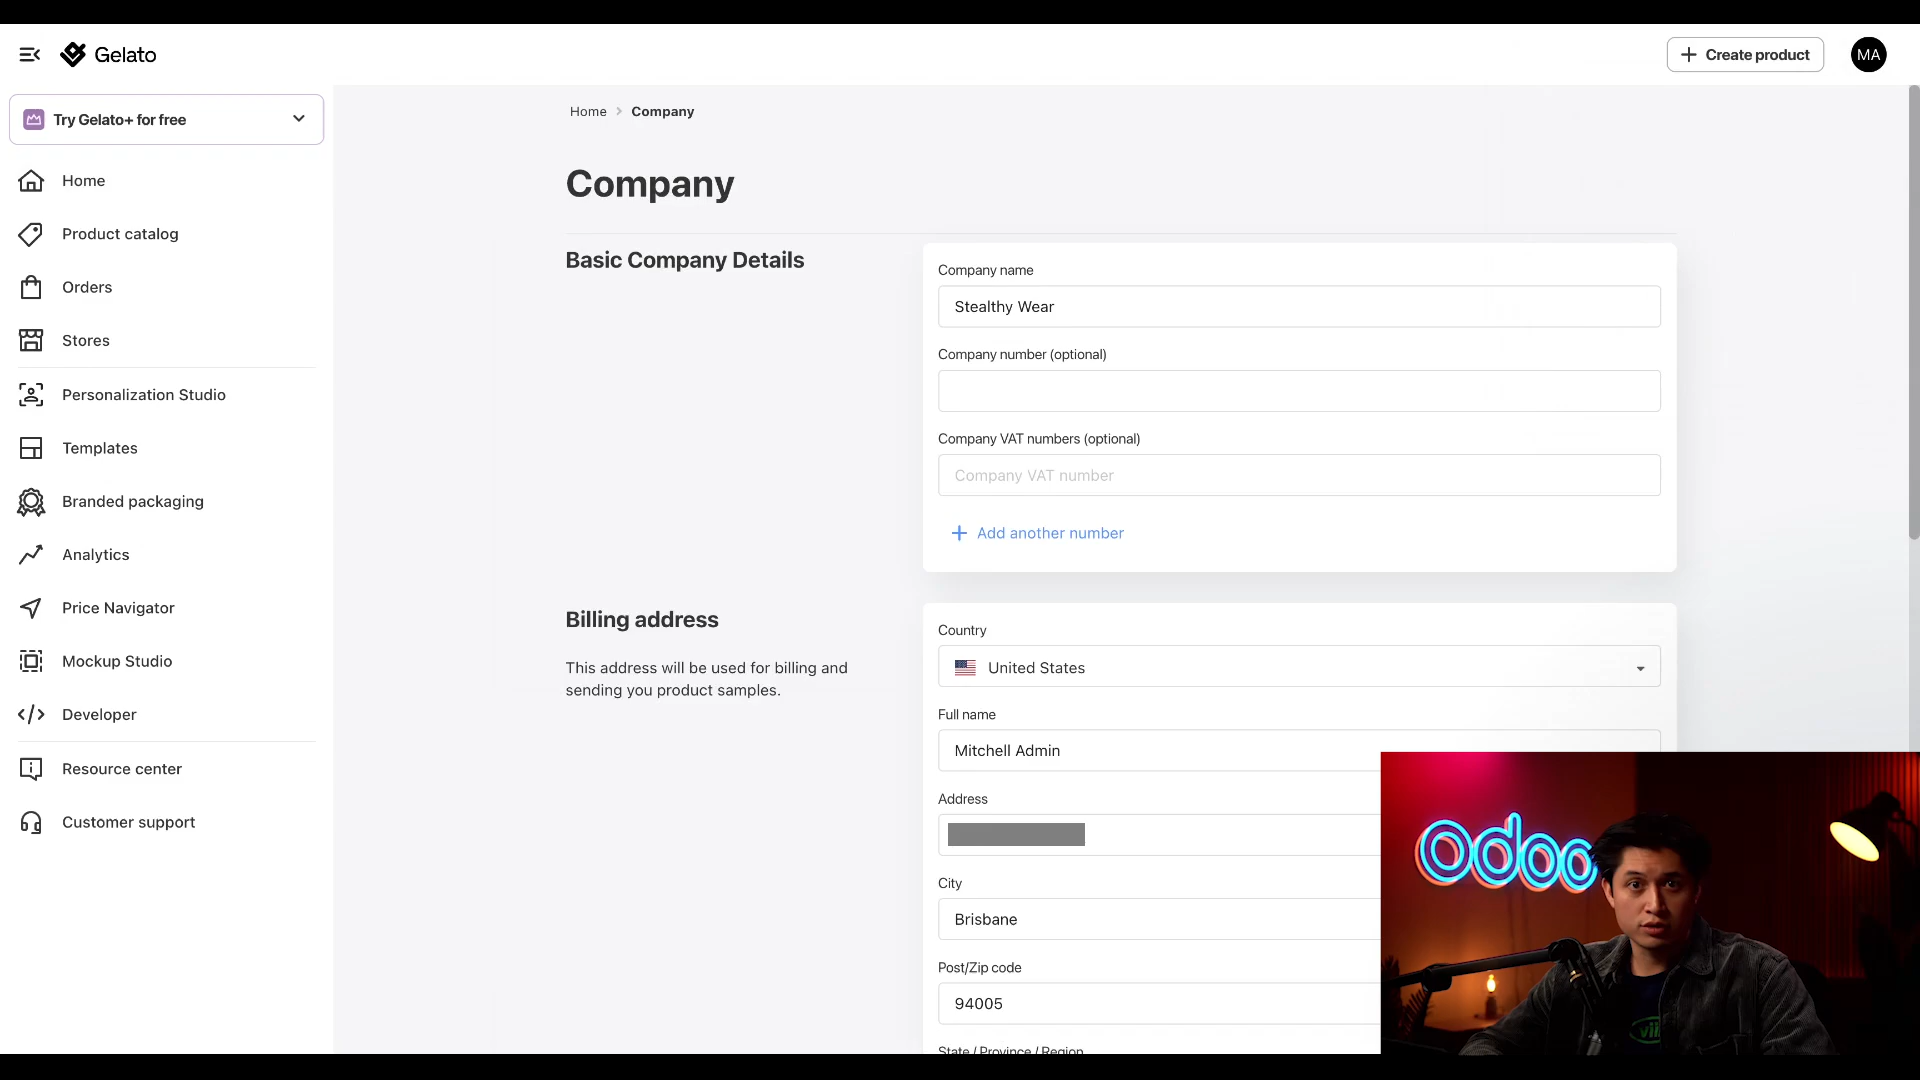 Gelato
Create product
MA
Try Gelato+ for free
Home
Product catalog
Orders
Stores
Personalization Studio
Templates
Branded packaging
Analytics
Price Navigator
Mockup Studio
Developer
Resource center
Customer support
Home > Company
Company
Basic Company Details
Company name
Stealthy Wear
Company number (optional)
Company VAT numbers (optional)
Company VAT number
+ Add another number
Billing address
This address will be used for billing and
sending you product samples.
Country
United States
Full name
Mitchell Admin
Address
City
Brisbane
Post/Zip code
94005
State / Province / Region
odoo